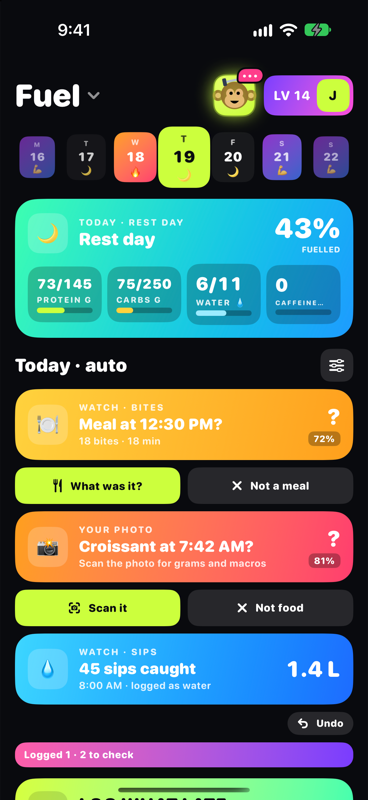 9:41
Fuel
LV 14 J
M T W T F S S
16 17 18 19 20 21 22
TODAY · REST DAY
Rest day
43%
FUELLED
73/145
PROTEIN G
75/250
CARBS G
6/11
WATER
0
CAFFEINE...
Today · auto
WATCH · BITES
Meal at 12:30 PM?
18 bites · 18 min
?
72%
What was it?
Not a meal
YOUR PHOTO
Croissant at 7:42 AM?
Scan the photo for grams and macros
?
81%
Scan it
Not food
WATCH · SIPS
45 sips caught
8:00 AM · logged as water
1.4 L
Undo
Logged 1 · 2 to check